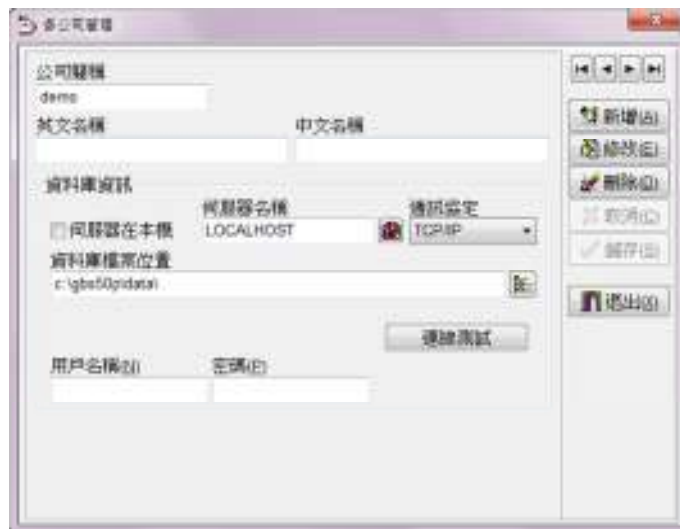 多公司管理
公司簡稱
demo
英文名稱 中文名稱
資料庫資訊
伺服器名稱 通訊協定
伺服器在本機 LOCALHOST TCP/IP
資料庫檔案位置
c:\gbs50p\data\
連線測試
用戶名稱(N) 密碼(P)
新增(A)
修改(E)
刪除(D)
取消(C)
儲存(S)
退出(X)